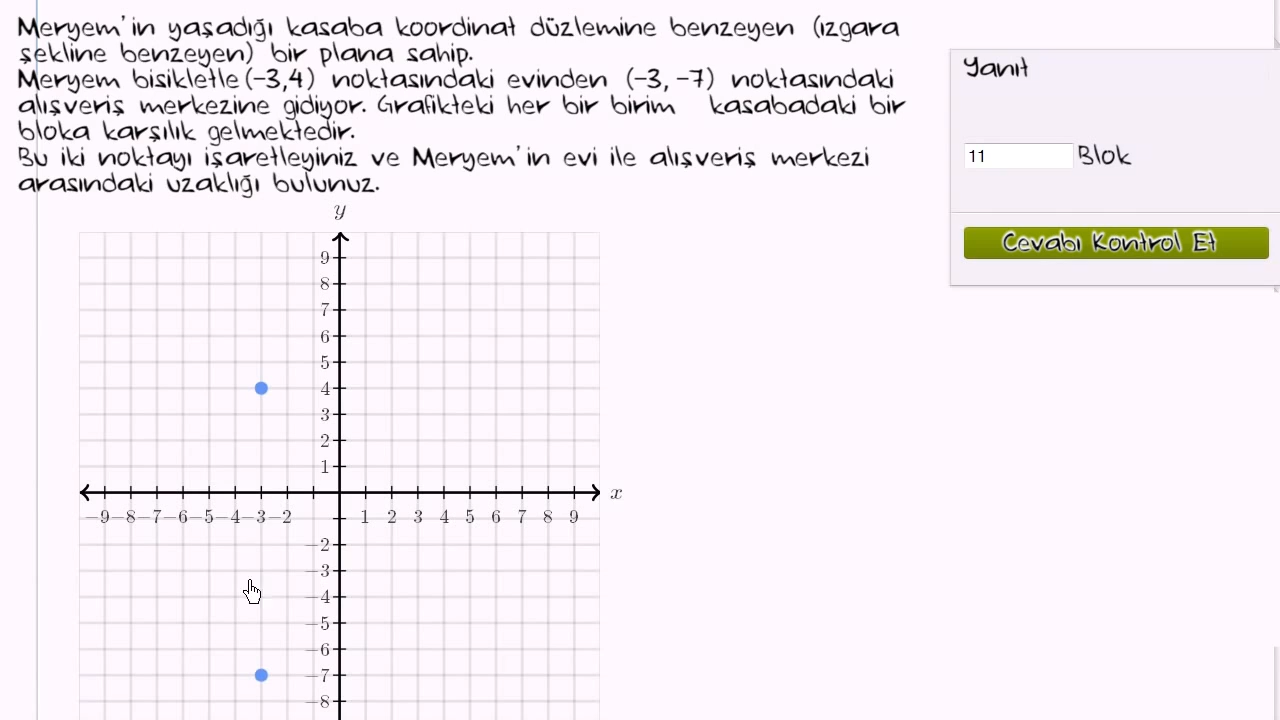 Meryem'in yaşadığı kasaba koordinat düzlemine benzeyen (ızgara
şekline benzeyen) bir plana sahip.
Meryem bisikletle (-3,4) noktasındaki evinden (-3, -7) noktasındaki
alışveriş merkezine gidiyor. Grafikteki her bir birim kasabadaki bir
bloka karşılık gelmektedir.
Bu iki noktayı işaretleyiniz ve Meryem'in evi ile alışveriş merkezi
arasındaki uzaklığı bulunuz.
Yanıt
11 Blok
Cevabı Kontrol Et
y
9
8
7
6
5
4
3
2
1
x
-9 -8 -7 -6 -5 -4 -3 -2 1 2 3 4 5 6 7 8 9
-2
-3
-4
-5
-6
-7
-8